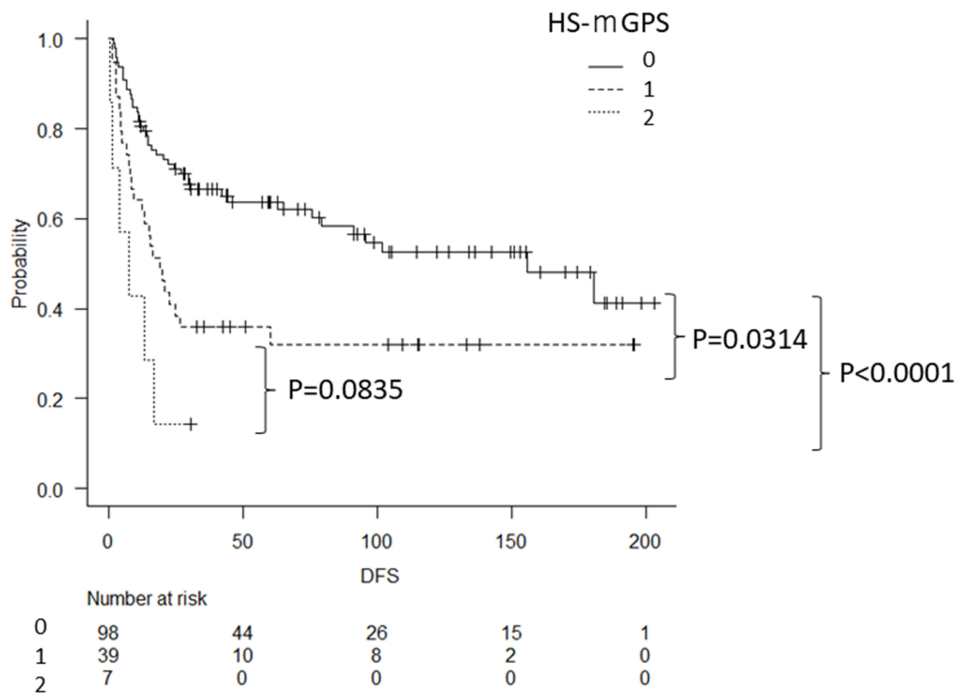 HS-mGPS
0
1
2
1.0
0.8
0.6
0.4
0.2
0.0
Probability
P=0.0314
P<0.0001
P=0.0835
0 50 100 150 200
DFS
Number at risk
0 98 44 26 15 1
1 39 10 8 2 0
2 7 0 0 0 0